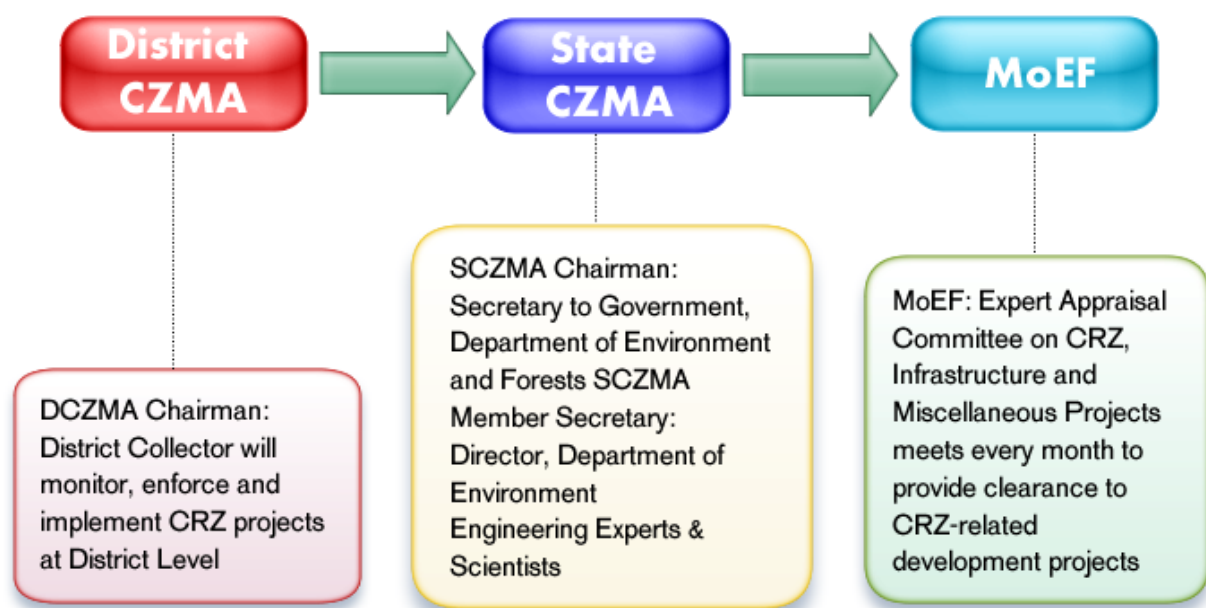 District
CZMA
State
CZMA
MoEF
DCZMA Chairman:
District Collector will
monitor, enforce and
implement CRZ projects
at District Level
SCZMA Chairman:
Secretary to Government,
Department of Environment
and Forests SCZMA
Member Secretary:
Director, Department of
Environment
Engineering Experts &
Scientists
MoEF: Expert Appraisal
Committee on CRZ,
Infrastructure and
Miscellaneous Projects
meets every month to
provide clearance to
CRZ-related
development projects